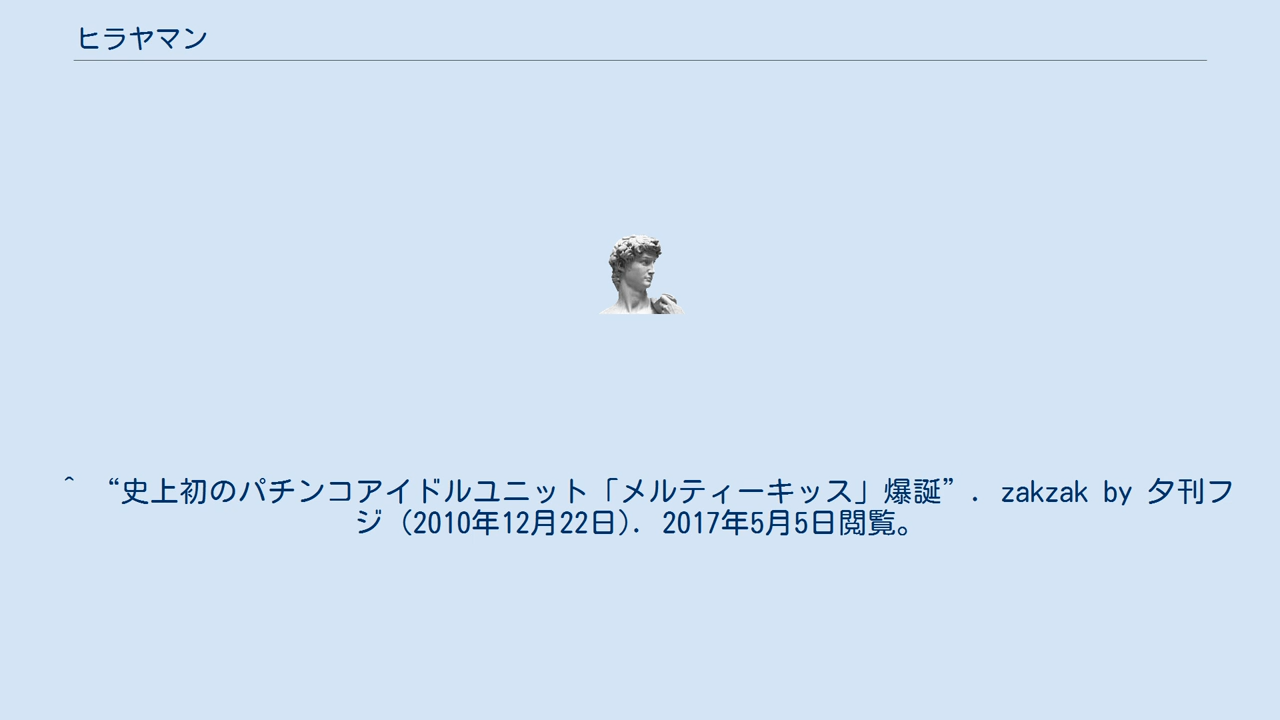 ヒラヤマン
^ “史上初のパチンコアイドルユニット「メルティーキッス」爆誕”. zakzak by 夕刊フ
ジ (2010年12月22日). 2017年5月5日閲覧。